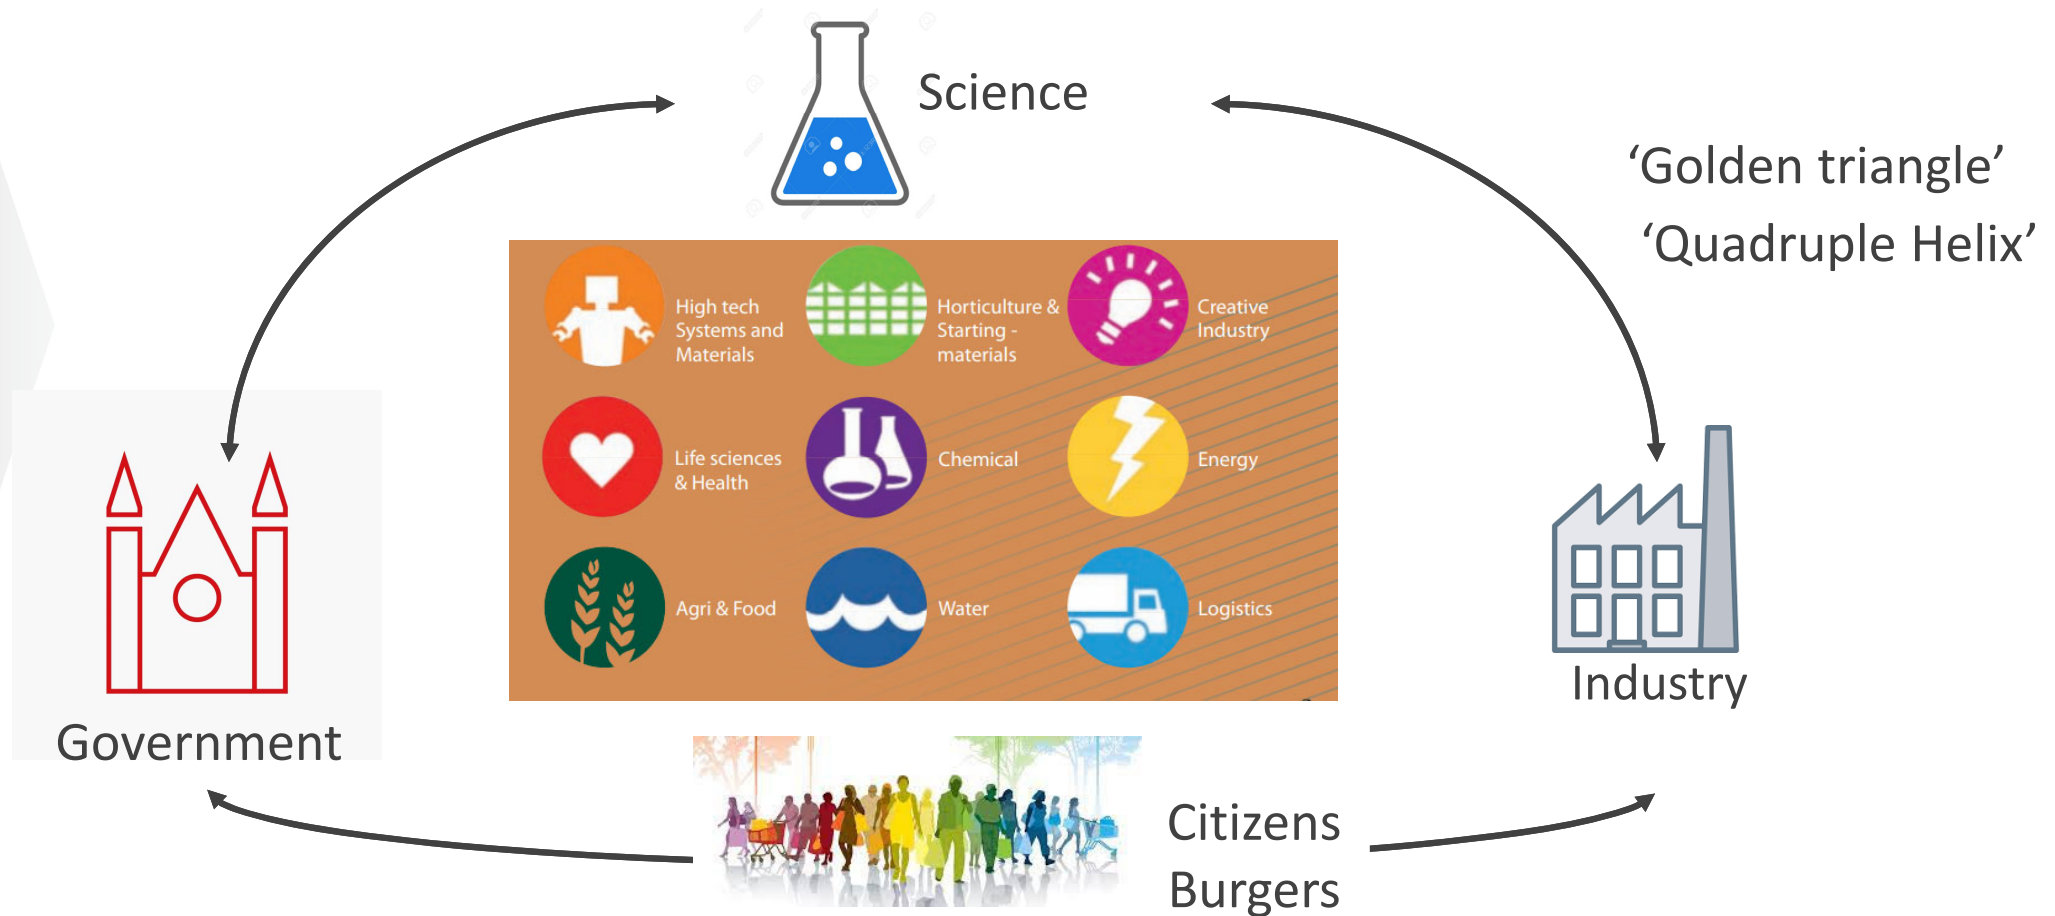 Science
‘Golden triangle’
‘Quadruple Helix’
High tech
Systems and
Materials
Horticulture &
Starting -
materials
Creative
Industry
Life sciences
& Health
Chemical
Energy
Agri & Food
Water
Logistics
Government
Industry
Citizens
Burgers